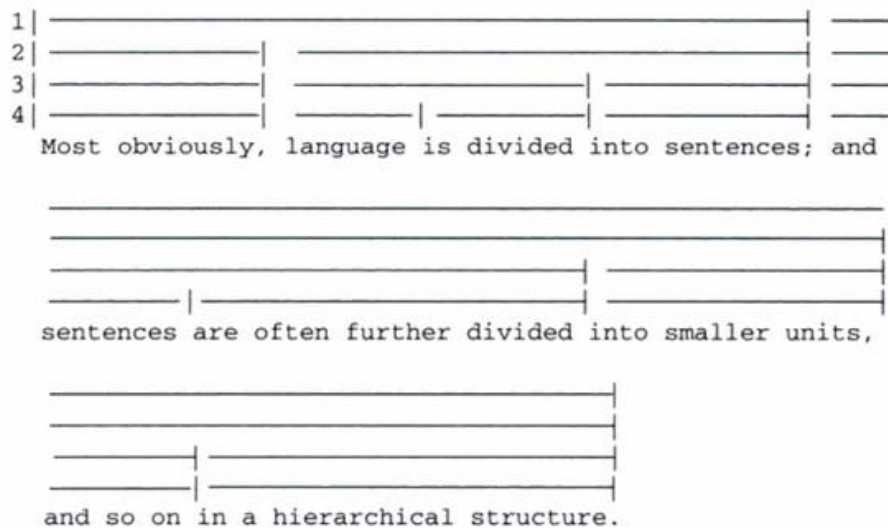 1
2
3
4
Most obviously, language is divided into sentences; and
sentences are often further divided into smaller units,
and so on in a hierarchical structure.